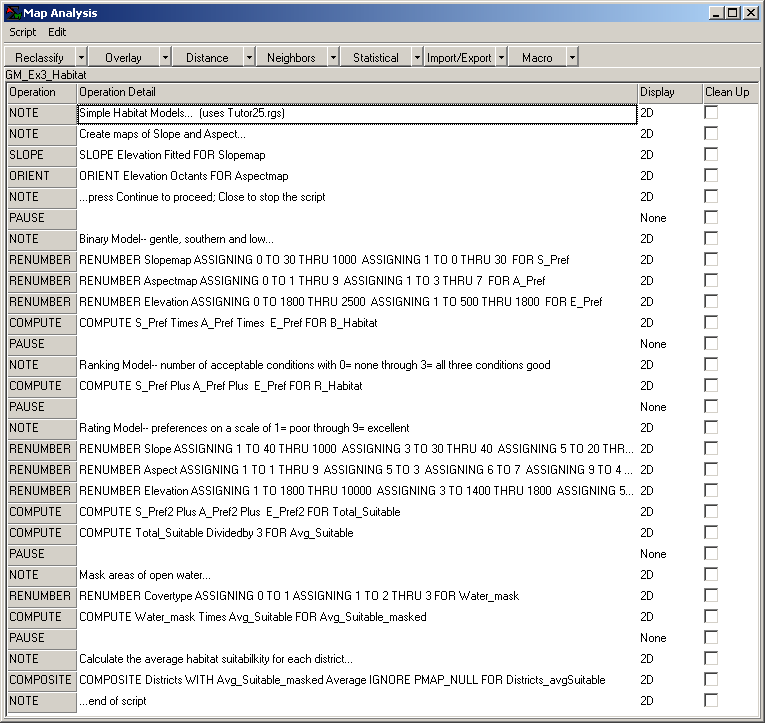 Map Analysis
Script Edit
Reclassify Overlay Distance Neighbors Statistical Import/Export Macro
GM_Ex3_Habitat
Operation Operation Detail Display Clean Up
NOTE Simple Habitat Models... (uses Tutor25.rgs) 2D
NOTE Create maps of Slope and Aspect... 2D
SLOPE SLOPE Elevation Fitted FOR Slopemap 2D
ORIENT ORIENT Elevation Octants FOR Aspectmap 2D
NOTE ...press Continue to proceed; Close to stop the script 2D
PAUSE None
NOTE Binary Model-- gentle, southern and low... 2D
RENUMBER RENUMBER Slopemap ASSIGNING 0 TO 30 THRU 1000 ASSIGNING 1 TO 0 THRU 30 FOR S_Pref 2D
RENUMBER RENUMBER Aspectmap ASSIGNING 0 TO 1 THRU 9 ASSIGNING 1 TO 3 THRU 7 FOR A_Pref 2D
RENUMBER RENUMBER Elevation ASSIGNING 0 TO 1800 THRU 2500 ASSIGNING 1 TO 500 THRU 1800 FOR E_Pref 2D
COMPUTE COMPUTE S_Pref Times A_Pref Times E_Pref FOR B_Habitat 2D
PAUSE None
NOTE Ranking Model-- number of acceptable conditions with 0= none through 3= all three conditions good 2D
COMPUTE COMPUTE S_Pref Plus A_Pref Plus E_Pref FOR R_Habitat 2D
PAUSE None
NOTE Rating Model-- preferences on a scale of 1= poor through 9= excellent 2D
RENUMBER RENUMBER Slope ASSIGNING 1 TO 40 THRU 1000 ASSIGNING 3 TO 30 THRU 40 ASSIGNING 5 TO 20 THR... 2D
RENUMBER RENUMBER Aspect ASSIGNING 1 TO 1 THRU 9 ASSIGNING 5 TO 3 ASSIGNING 6 TO 7 ASSIGNING 9 TO 4 ... 2D
RENUMBER RENUMBER Elevation ASSIGNING 1 TO 1800 THRU 10000 ASSIGNING 3 TO 1400 THRU 1800 ASSIGNING 5... 2D
COMPUTE COMPUTE S_Pref2 Plus A_Pref2 Plus E_Pref2 FOR Total_Suitable 2D
COMPUTE COMPUTE Total_Suitable Dividedby 3 FOR Avg_Suitable 2D
PAUSE None
NOTE Mask areas of open water... 2D
RENUMBER RENUMBER Covertype ASSIGNING 0 TO 1 ASSIGNING 1 TO 2 THRU 3 FOR Water_mask 2D
COMPUTE COMPUTE Water_mask Times Avg_Suitable FOR Avg_Suitable_masked 2D
PAUSE None
NOTE Calculate the average habitat suitabilkity for each district... 2D
COMPOSITE COMPOSITE Districts WITH Avg_Suitable_masked Average IGNORE PMAP_NULL FOR Districts_avgSuitable 2D
NOTE ...end of script 2D